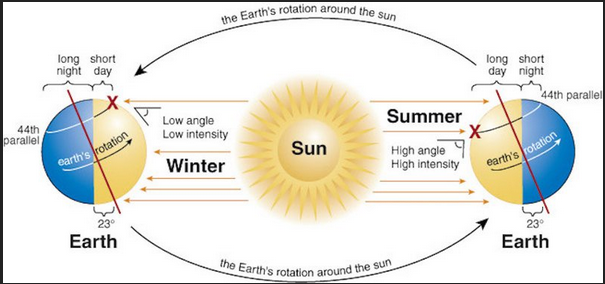 the Earth's rotation around the sun
long night
short day
X
44th parallel
earth's rotation
23°
Earth
Low angle
Low intensity
Winter
Sun
Summer
High angle
High intensity
long day
short night
X
44th parallel
earth's rotation
23°
Earth
the Earth's rotation around the sun